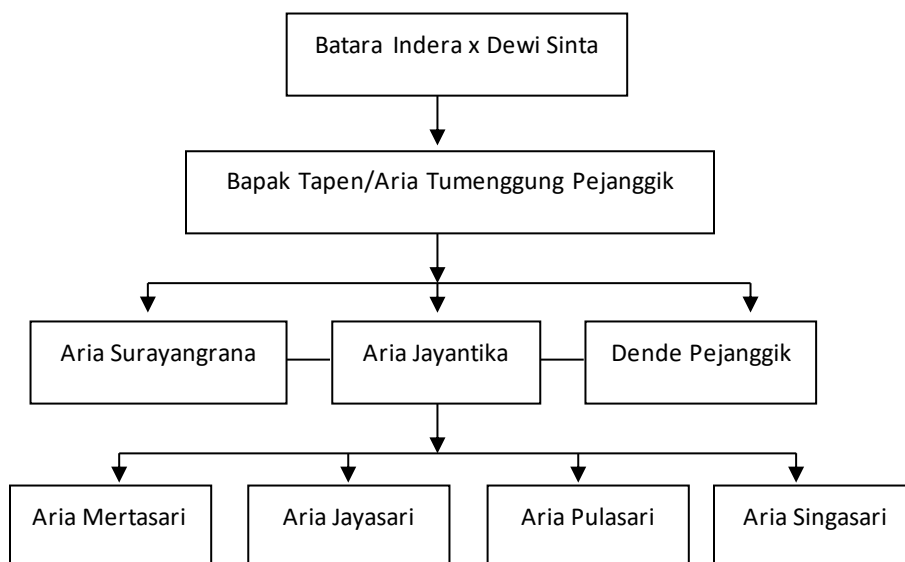 Batara Indera x Dewi Sinta
Bapak Tapen/Aria Tumenggung Pejanggik
Aria Surayangrana
Aria Jayantika
Dende Pejanggik
Aria Mertasari
Aria Jayasari
Aria Pulasari
Aria Singasari